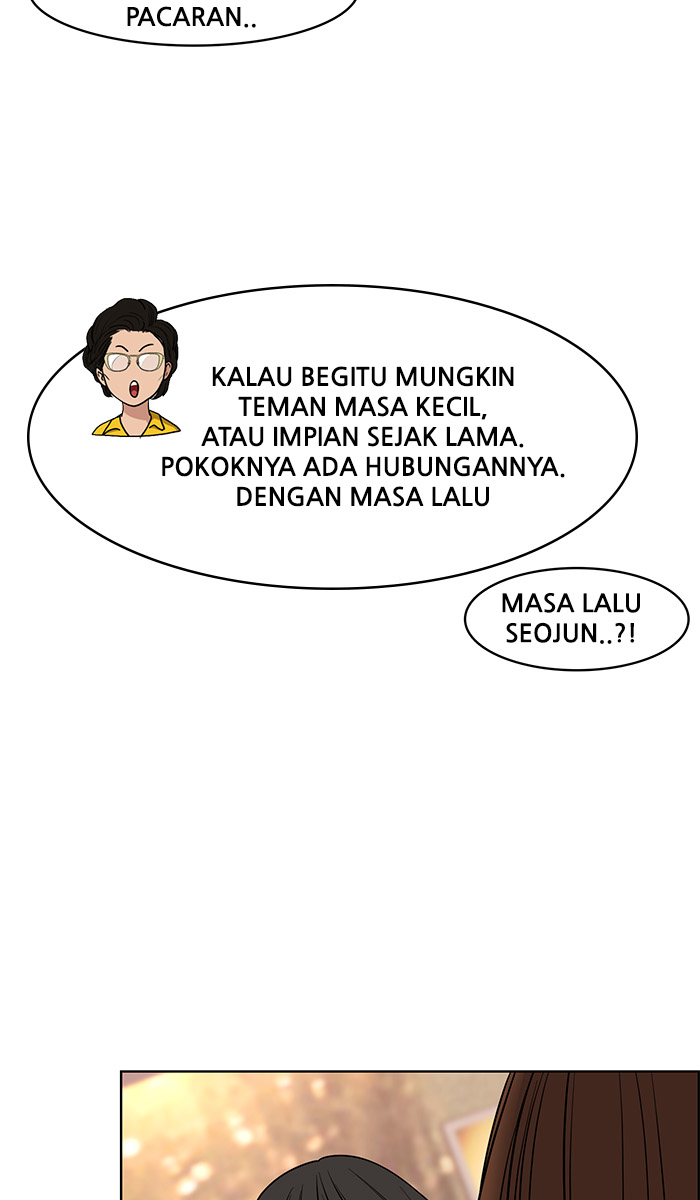 PACARAN..
KALAU BEGITU MUNGKIN
TEMAN MASA KECIL,
ATAU IMPIAN SEJAK LAMA.
POKOKNYA ADA HUBUNGANNYA.
DENGAN MASA LALU
MASA LALU
SEOJUN..?!